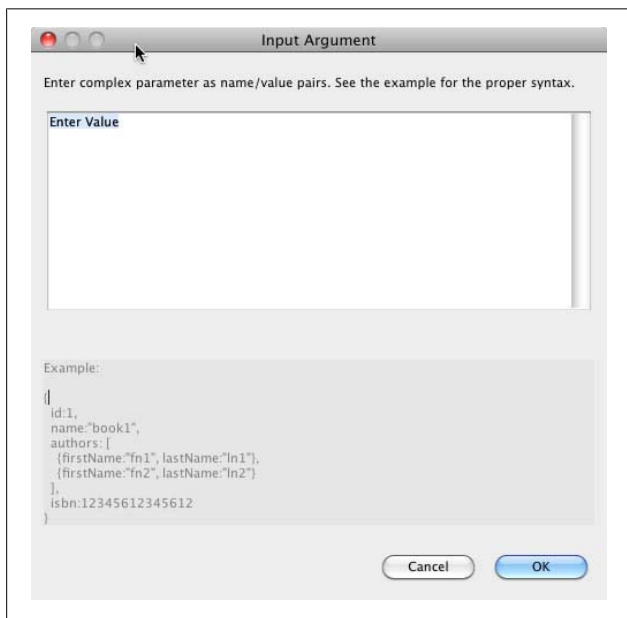 Input Argument
Enter complex parameter as name/value pairs. See the example for the proper syntax.
Enter Value
Example:
{
id:1,
name:"book1",
authors: [
{firstName:"fn1", lastName:"ln1"},
{firstName:"fn2", lastName:"ln2"}
],
isbn:12345612345612
}
Cancel
OK